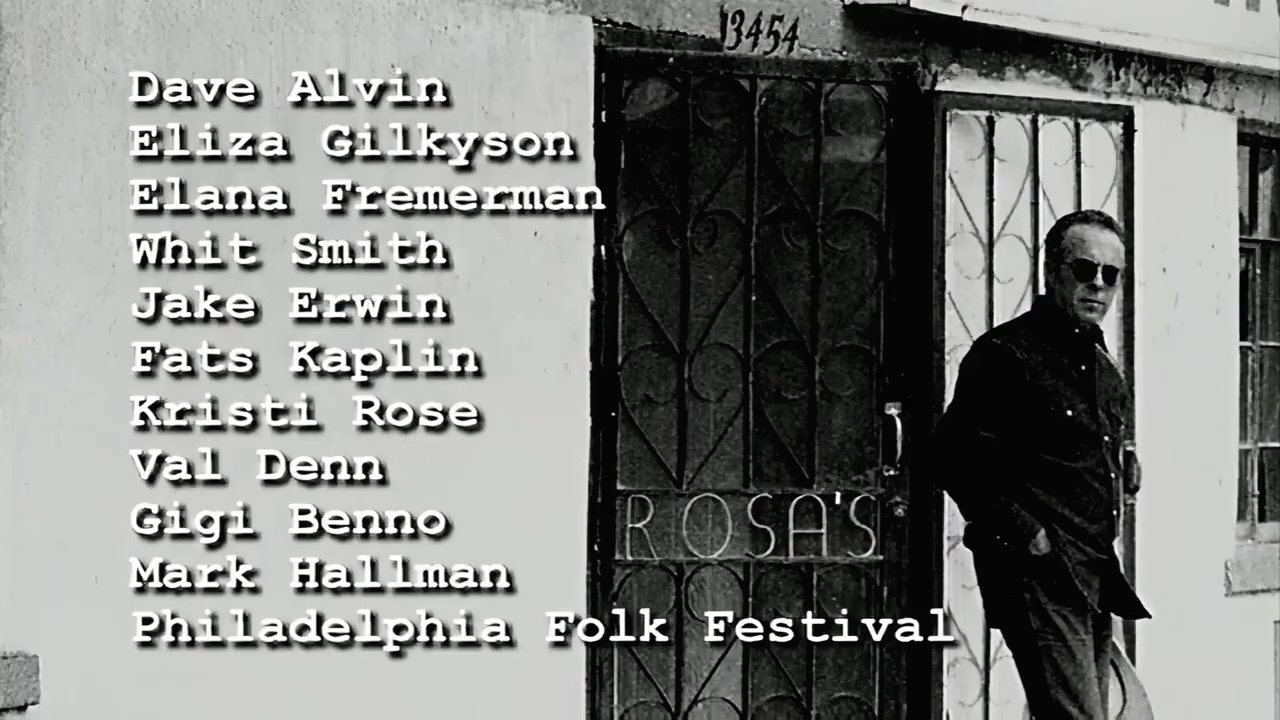 13454
Dave Alvin
Eliza Gilkyson
Elana Fremerman
Whit Smith
Jake Erwin
Fats Kaplin
Kristi Rose
Val Denn
Gigi Benno
Mark Hallman
Philadelphia Folk Festival
ROSA'S